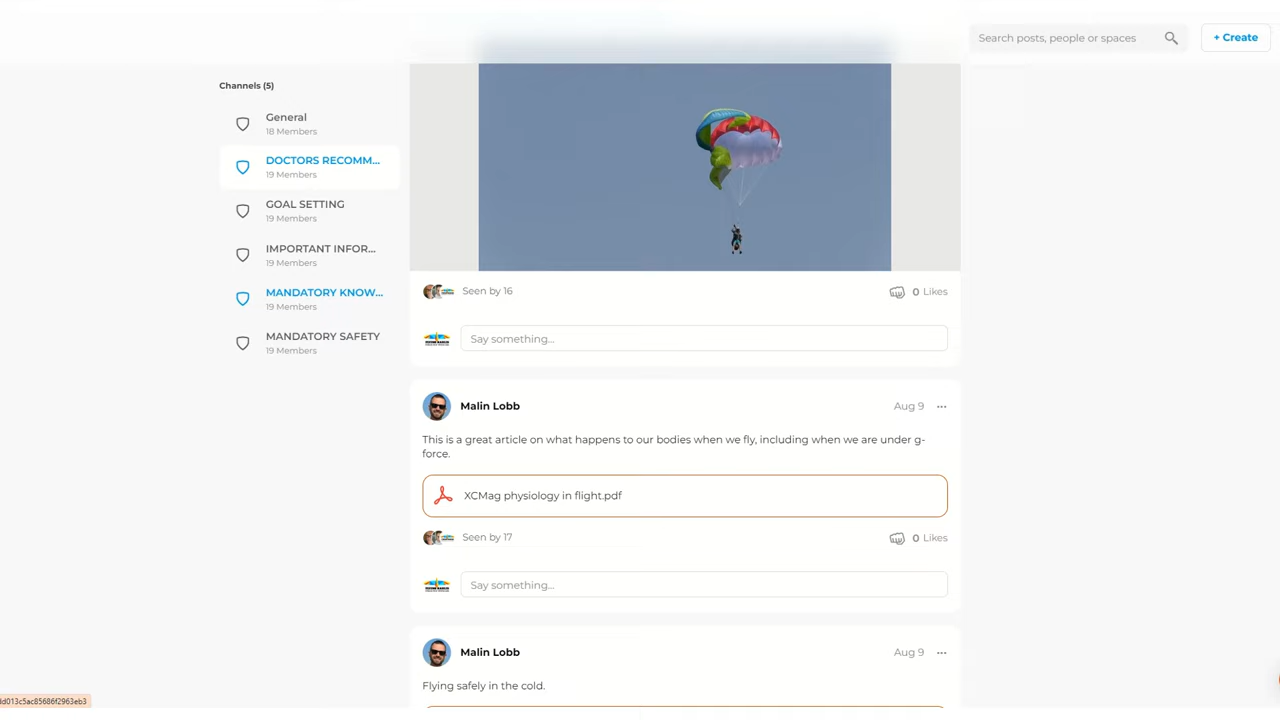 Search posts, people or spaces
+ Create
Channels (5)
General
18 Members
DOCTORS RECOMM...
19 Members
GOAL SETTING
19 Members
IMPORTANT INFOR...
19 Members
MANDATORY KNOW...
19 Members
MANDATORY SAFETY
19 Members
Seen by 16
0 Likes
Say something...
Malin Lobb
Aug 9
This is a great article on what happens to our bodies when we fly, including when we are under g-
force.
XCMag physiology in flight.pdf
Seen by 17
0 Likes
Say something...
Malin Lobb
Aug 9
Flying safely in the cold.
dd013c5ac85686f2963eb3